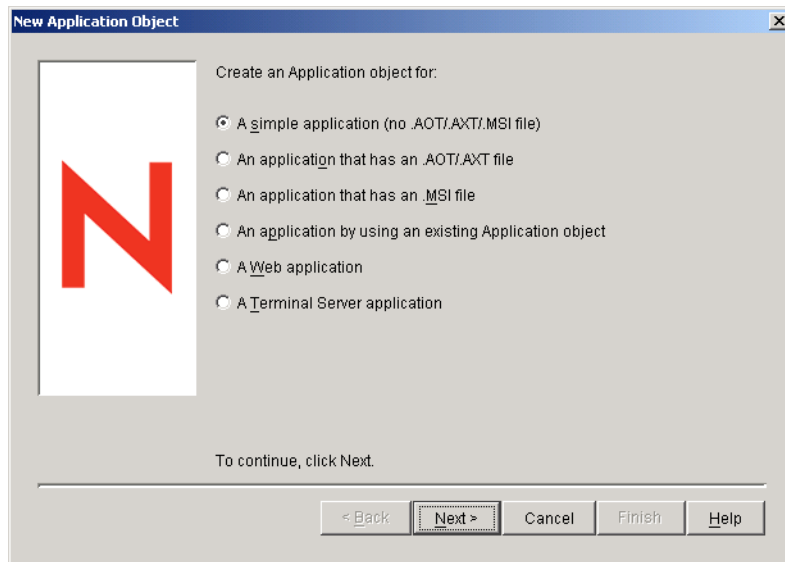 New Application Object
Create an Application object for:
A simple application (no .AOT/.AXT/.MSI file)
An application that has an .AOT/.AXT file
An application that has an .MSI file
An application by using an existing Application object
A Web application
A Terminal Server application
To continue, click Next.
< Back Next > Cancel Finish Help